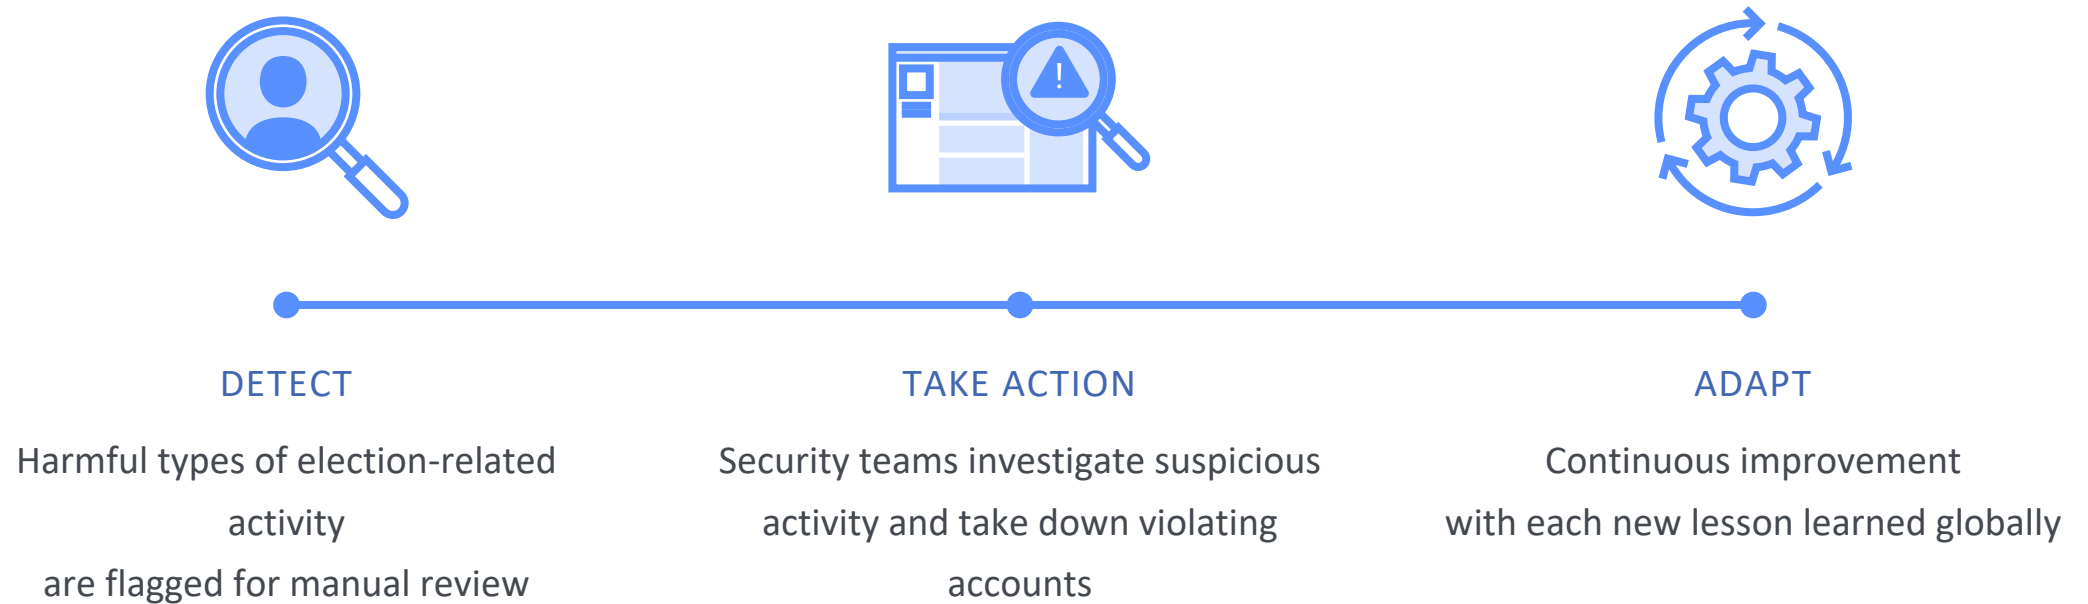 DETECT
Harmful types of election-related
activity
are flagged for manual review
TAKE ACTION
Security teams investigate suspicious
activity and take down violating
accounts
ADAPT
Continuous improvement
with each new lesson learned globally